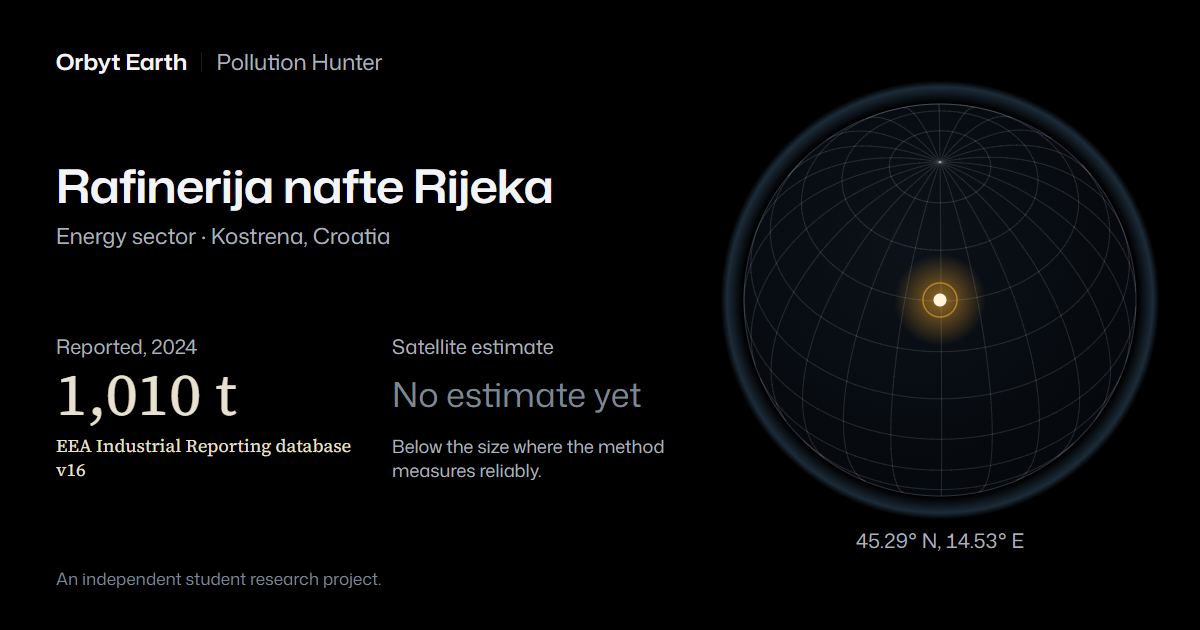 Orbyt Earth | Pollution Hunter
Rafinerija nafte Rijeka
Energy sector · Kostrena, Croatia
Reported, 2024
1,010 t
EEA Industrial Reporting database
v16
Satellite estimate
No estimate yet
Below the size where the method
measures reliably.
45.29° N, 14.53° E
An independent student research project.